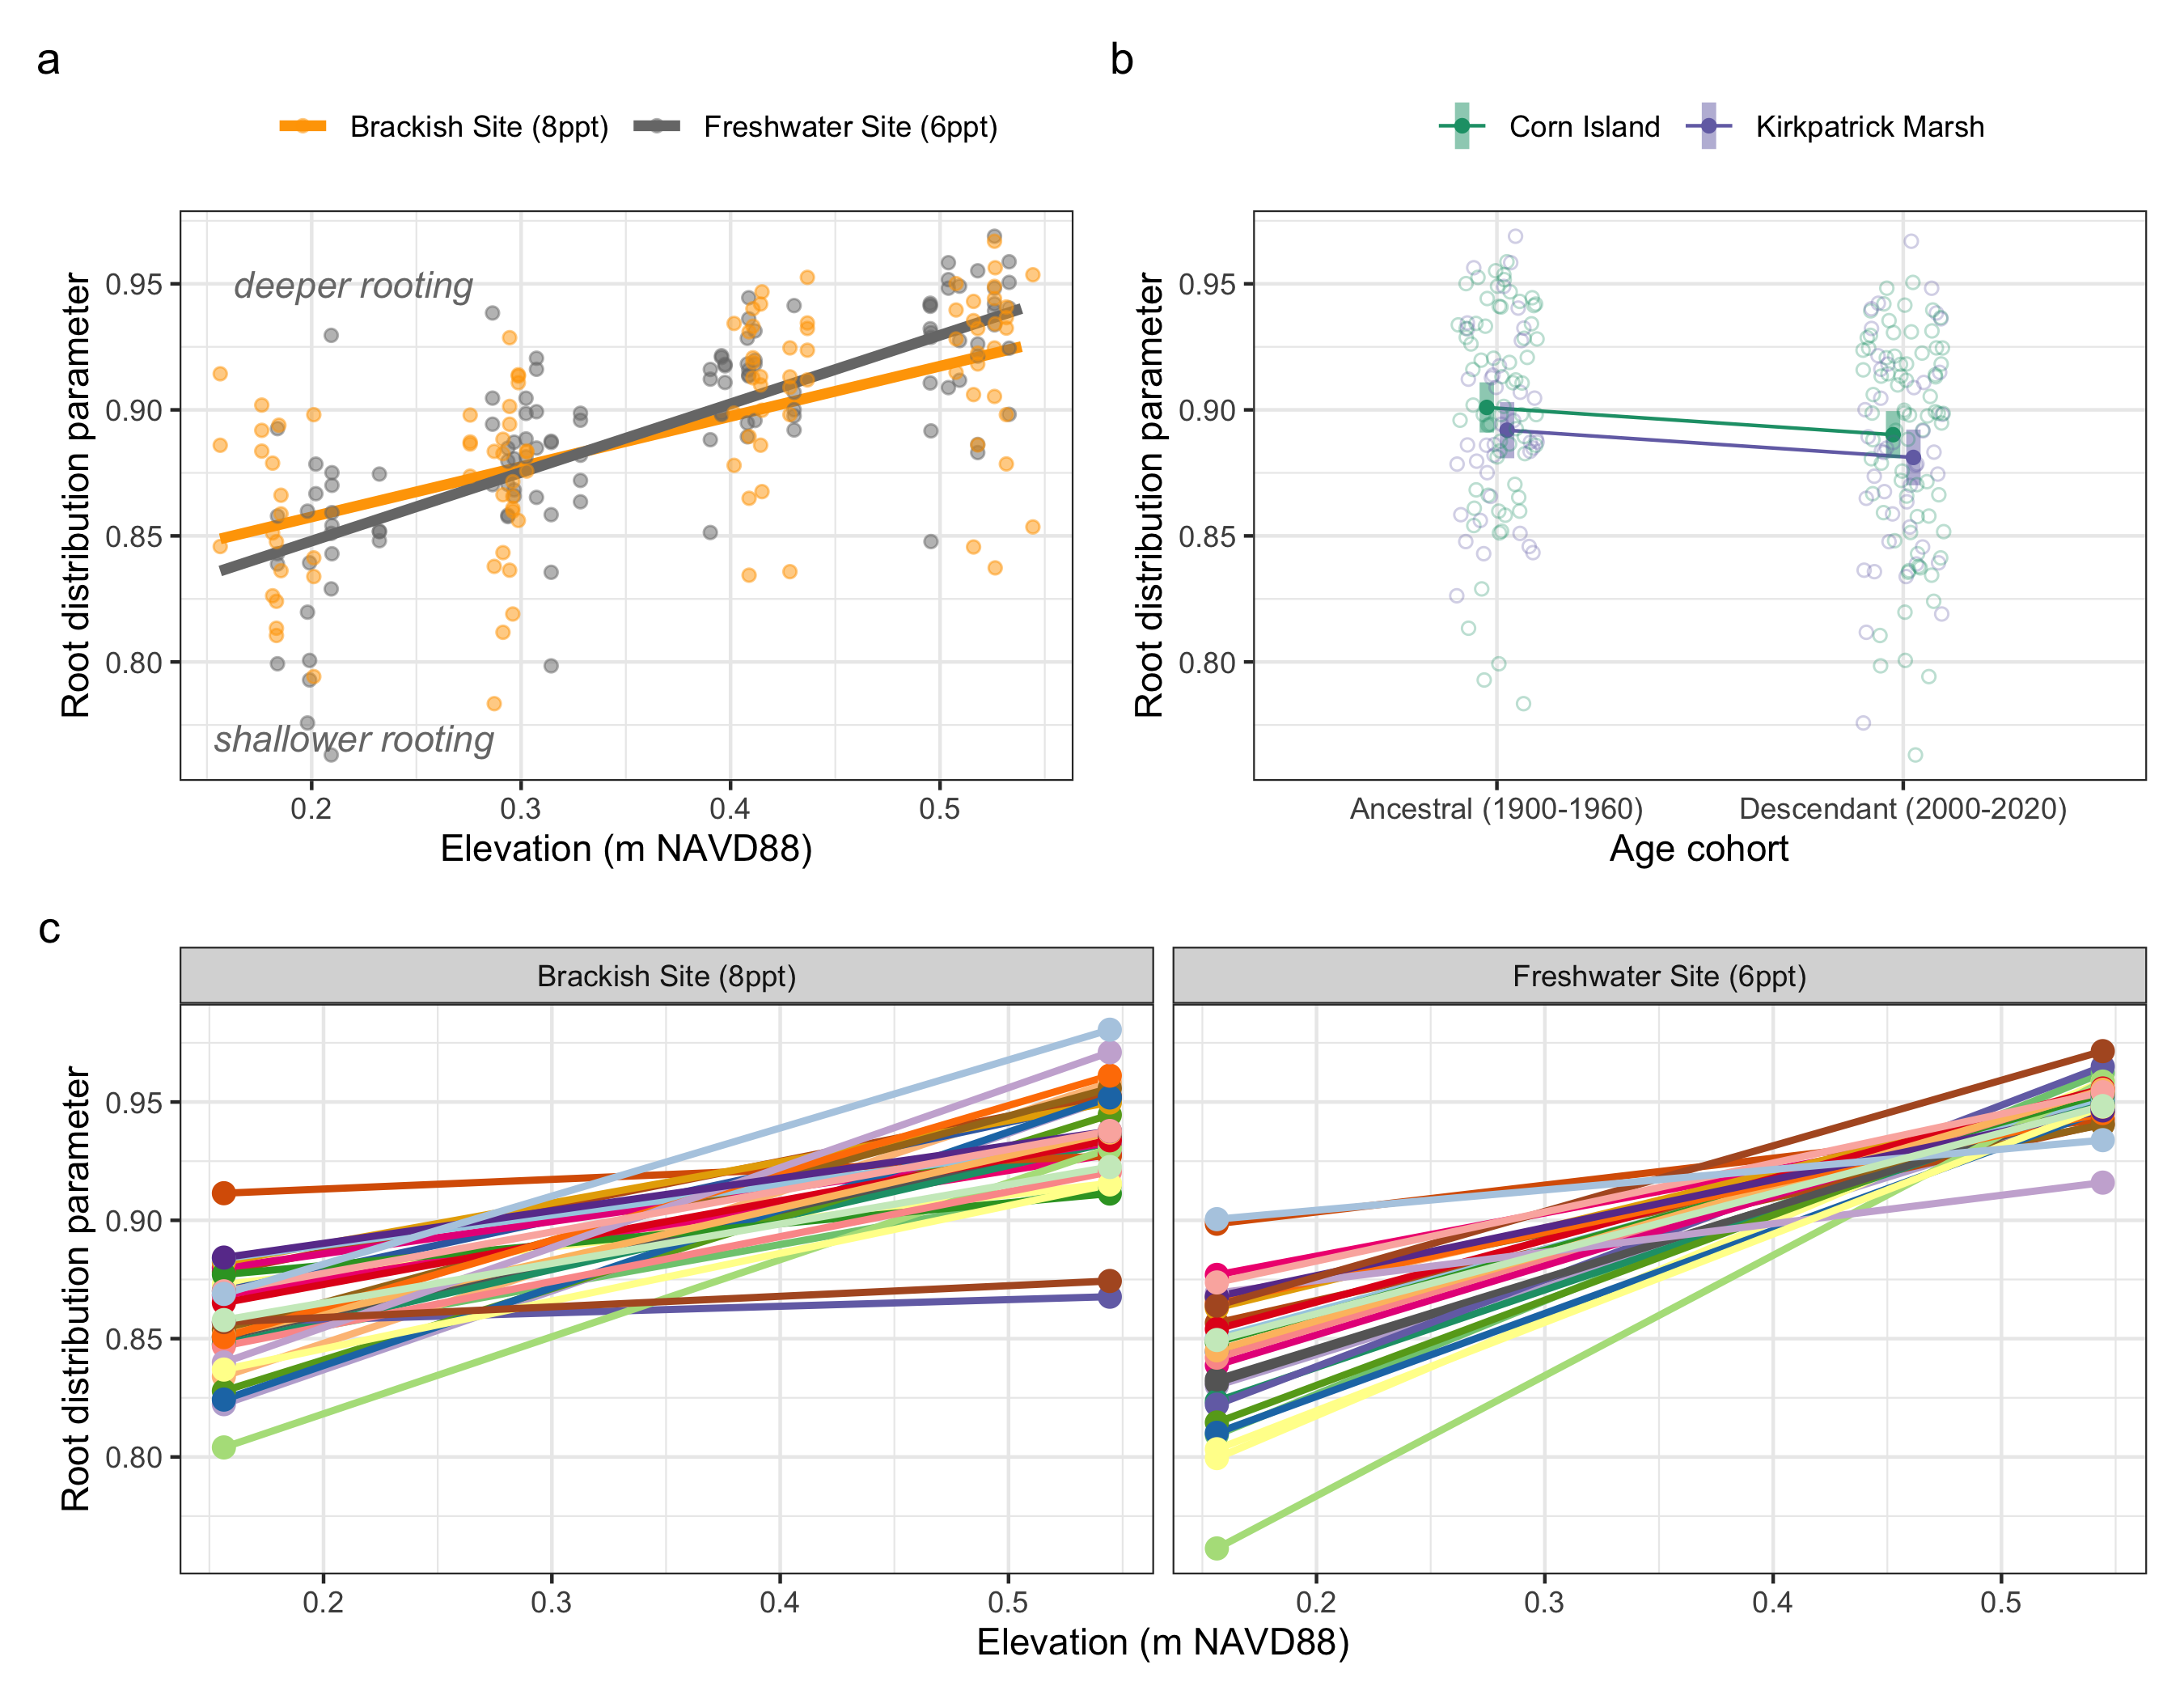 a
b
Brackish Site (8ppt) Freshwater Site (6ppt)
Corn Island Kirkpatrick Marsh
Root distribution parameter
0.95
0.90
0.85
0.80
deeper rooting
shallower rooting
0.2 0.3 0.4 0.5
Elevation (m NAVD88)
Root distribution parameter
0.95
0.90
0.85
0.80
Ancestral (1900-1960) Descendant (2000-2020)
Age cohort
c
Brackish Site (8ppt) Freshwater Site (6ppt)
Root distribution parameter
0.95
0.90
0.85
0.80
0.2 0.3 0.4 0.5 0.2 0.3 0.4 0.5
Elevation (m NAVD88)